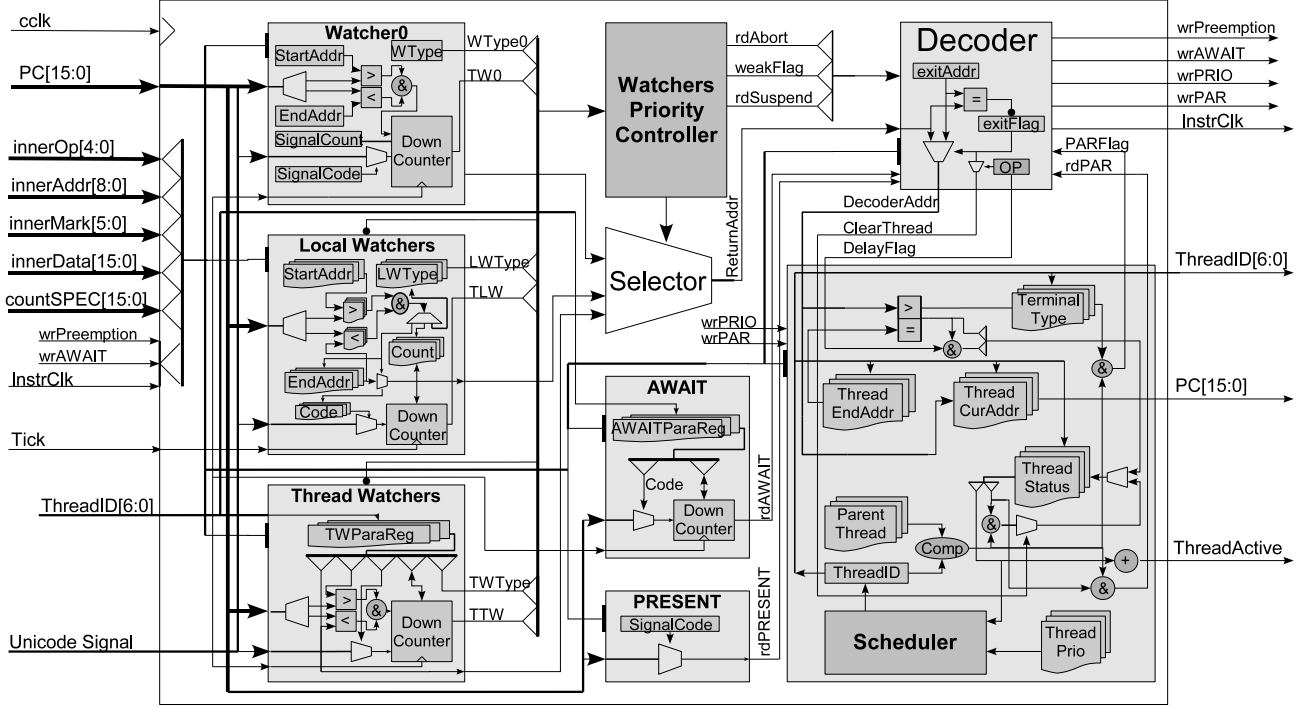 cclk
PC[15:0]
innerOp[4:0]
innerAddr[8:0]
innerMark[5:0]
innerData[15:0]
countSPEC[15:0]
wrPreemption
wrAWAIT
InstrClk
Tick
ThreadID[6:0]
Unicode Signal
Watcher0
StartAddr
WType
>
&
<
EndAddr
SignalCount
SignalCode
Down
Counter
WType0
TW0
Local Watchers
StartAddr
LWType
>
&
<
Count
EndAddr
Code
Down
Counter
LWType
TLW
Thread Watchers
TWParaReg
>
&
<
Down
Counter
TWType
TTW
Watchers
Priority
Controller
rdAbort
weakFlag
rdSuspend
Selector
ReturnAddr
AWAIT
AWAITParaReg
Code
Down
Counter
rdAWAIT
PRESENT
SignalCode
rdPRESENT
Decoder
exitAddr
=
exitFlag
OP
wrPreemption
wrAWAIT
wrPRIO
wrPAR
InstrClk
PARFlag
rdPAR
DecoderAddr
ClearThread
DelayFlag
wrPRIO
wrPAR
ThreadID[6:0]
>
=
&
Terminal
Type
&
Thread
EndAddr
Thread
CurAddr
PC[15:0]
Thread
Status
Parent
Thread
&
Comp
ThreadID
+
ThreadActive
&
Scheduler
Thread
Prio